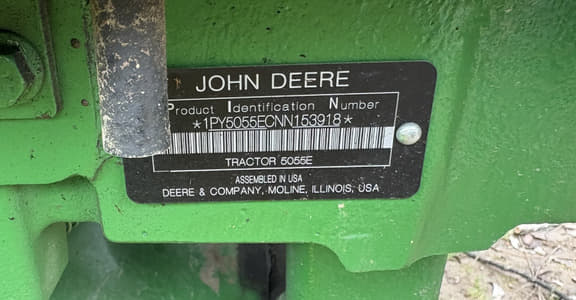 JOHN DEERE
Product Identification Number
*1PY5055ECNN153918*
TRACTOR 5055E
ASSEMBLED IN USA
DEERE & COMPANY, MOLINE, ILLINOIS, USA